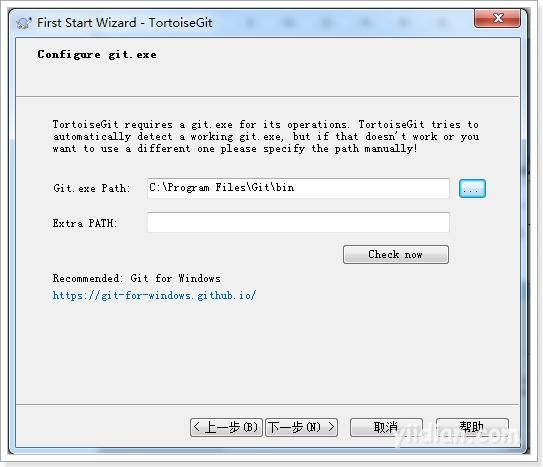 First Start Wizard - TortoiseGit
Configure git.exe
TortoiseGit requires a git.exe for its operations. TortoiseGit tries to
automatically detect a working git.exe, but if that doesn't work or you
want to use a different one please specify the path manually!
Git.exe Path: C:\Program Files\Git\bin ...
Extra PATH:
Check now
Recommended: Git for Windows
https://git-for-windows.github.io/
< 上一步(B) 下一步(N) > 取消 帮助
yiidian.com